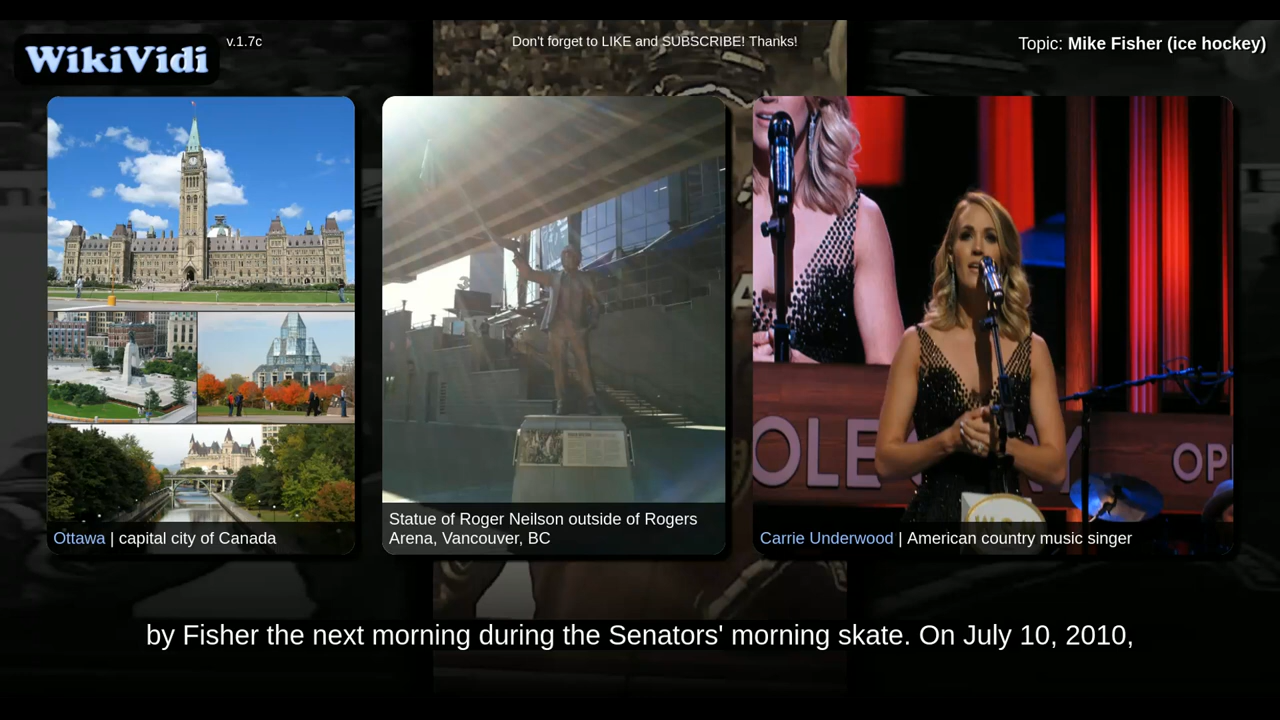 WikiVidi
v.1.7c
Don't forget to LIKE and SUBSCRIBE! Thanks!
Topic: Mike Fisher (ice hockey)
OLE
OPR
Ottawa | capital city of Canada
Statue of Roger Neilson outside of Rogers
Arena, Vancouver, BC
Carrie Underwood | American country music singer
by Fisher the next morning during the Senators' morning skate. On July 10, 2010,